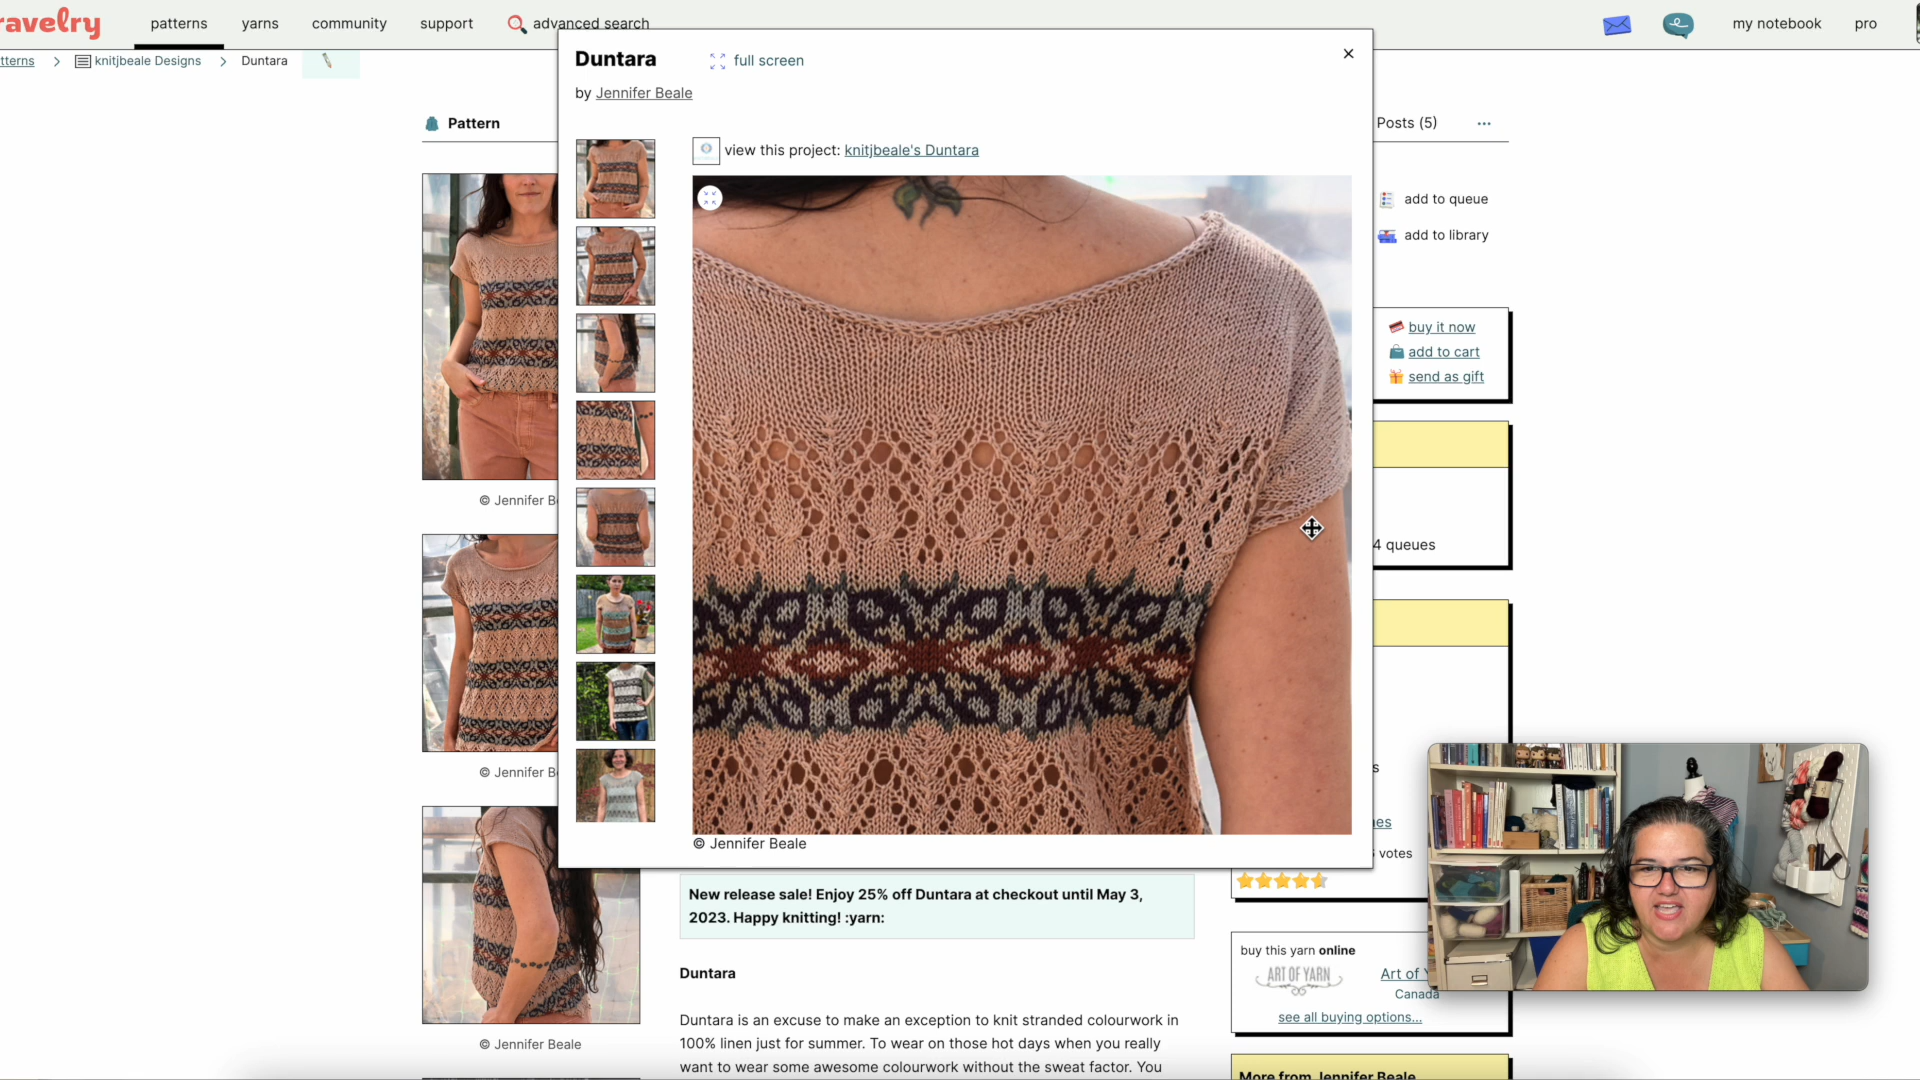 ravelry
patterns
yarns
community
support
advanced search
my notebook
pro
tterns
knitjbeale Designs
Duntara
Duntara
full screen
by Jennifer Beale
Pattern
Posts (5)
view this project: knitjbeale's Duntara
add to queue
add to library
buy it now
add to cart
send as gift
© Jennifer B
4 queues
© Jennifer B
© Jennifer Beale
votes
New release sale! Enjoy 25% off Duntara at checkout until May 3,
2023. Happy knitting! :yarn:
buy this yarn online
ART OF YARN
Art of
Canada
see all buying options...
Duntara
Duntara is an excuse to make an exception to knit stranded colourwork in
100% linen just for summer. To wear on those hot days when you really
want to wear some awesome colourwork without the sweat factor. You
© Jennifer Beale
More from Jennifer Beale